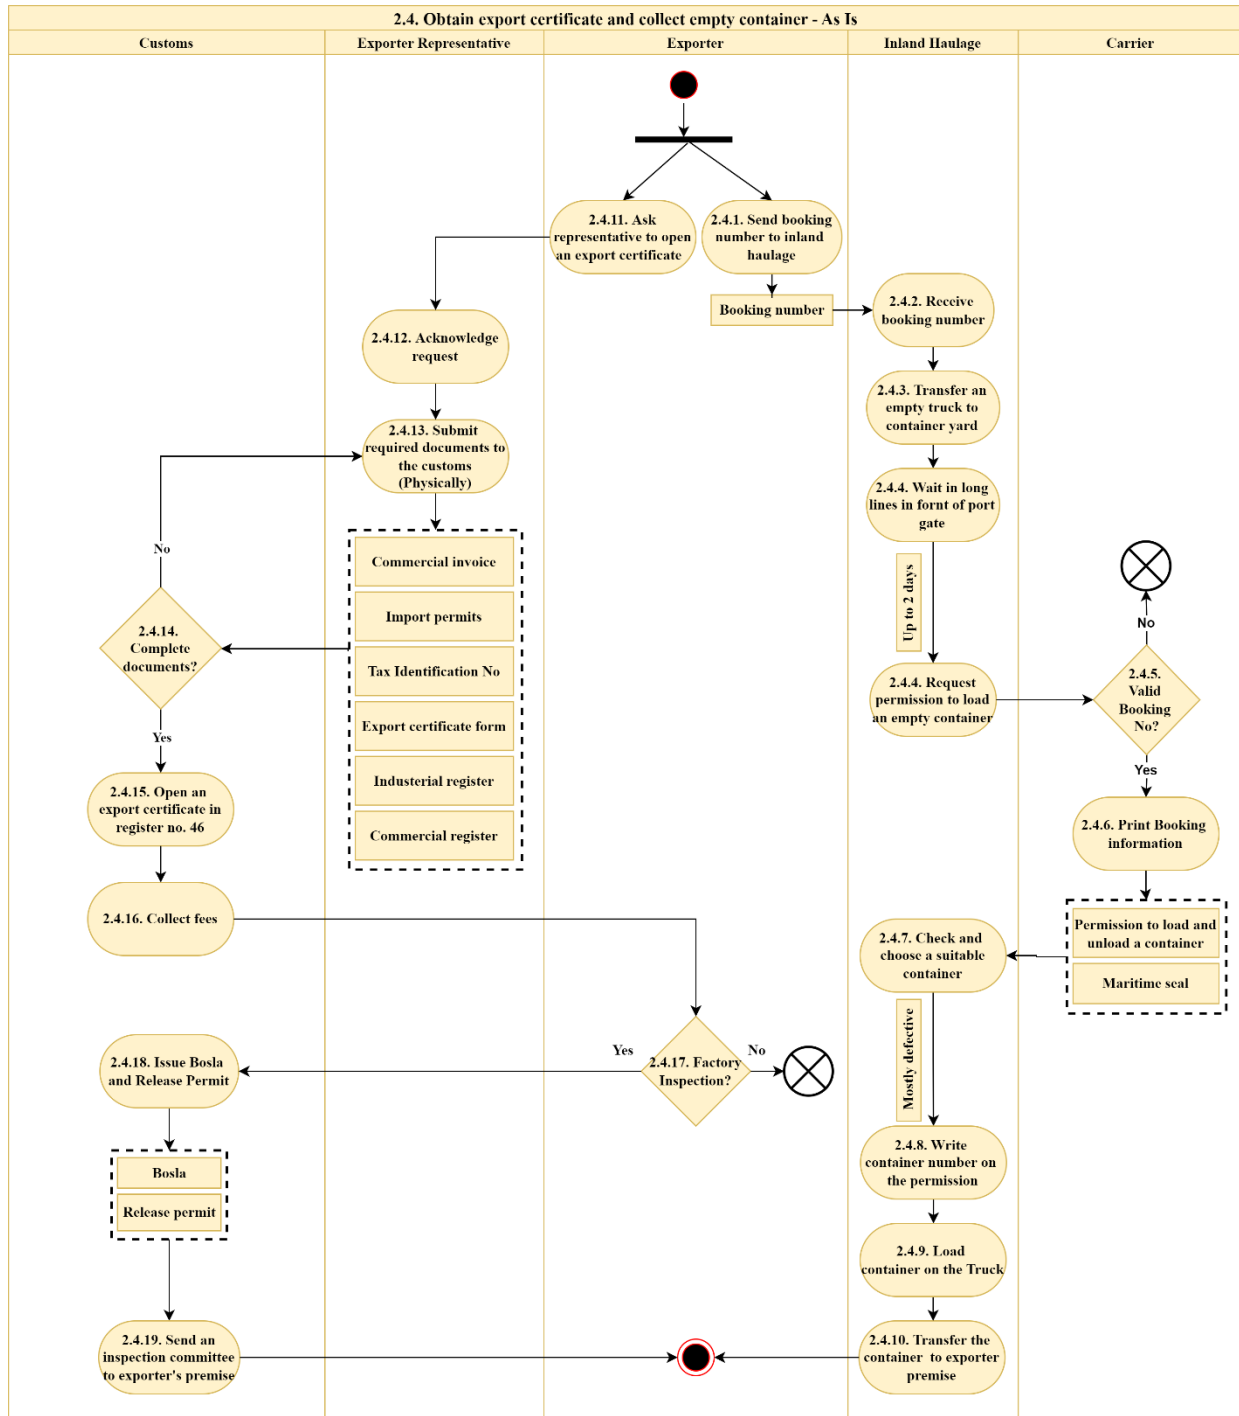 2.4. Obtain export certificate and collect empty container - As Is
Customs
Exporter Representative
Exporter
Inland Haulage
Carrier
2.4.11. Ask
representative to open
an export certificate
2.4.1. Send booking
number to inland
haulage
Booking number
2.4.2. Receive
booking number
2.4.12. Acknowledge
request
2.4.3. Transfer an
empty truck to
container yard
2.4.13. Submit
required documents to
the customs
(Physically)
2.4.4. Wait in long
lines in fornt of port
gate
No
Commercial invoice
Import permits
Tax Identification No
Export certificate form
Industerial register
Commercial register
Up to 2 days
No
2.4.14.
Complete
documents?
2.4.4. Request
permission to load
an empty container
2.4.5.
Valid
Booking
No?
Yes
Yes
2.4.15. Open an
export certificate in
register no. 46
2.4.6. Print Booking
information
2.4.16. Collect fees
Permission to load and
unload a container
Maritime seal
2.4.7. Check and
choose a suitable
container
Mostly defective
2.4.17. Factory
Inspection?
Yes
No
2.4.18. Issue Bosla
and Release Permit
Bosla
Release permit
2.4.8. Write
container number on
the permission
2.4.9. Load
container on the Truck
2.4.19. Send an
inspection committee
to exporter's premise
2.4.10. Transfer the
container to exporter
premise